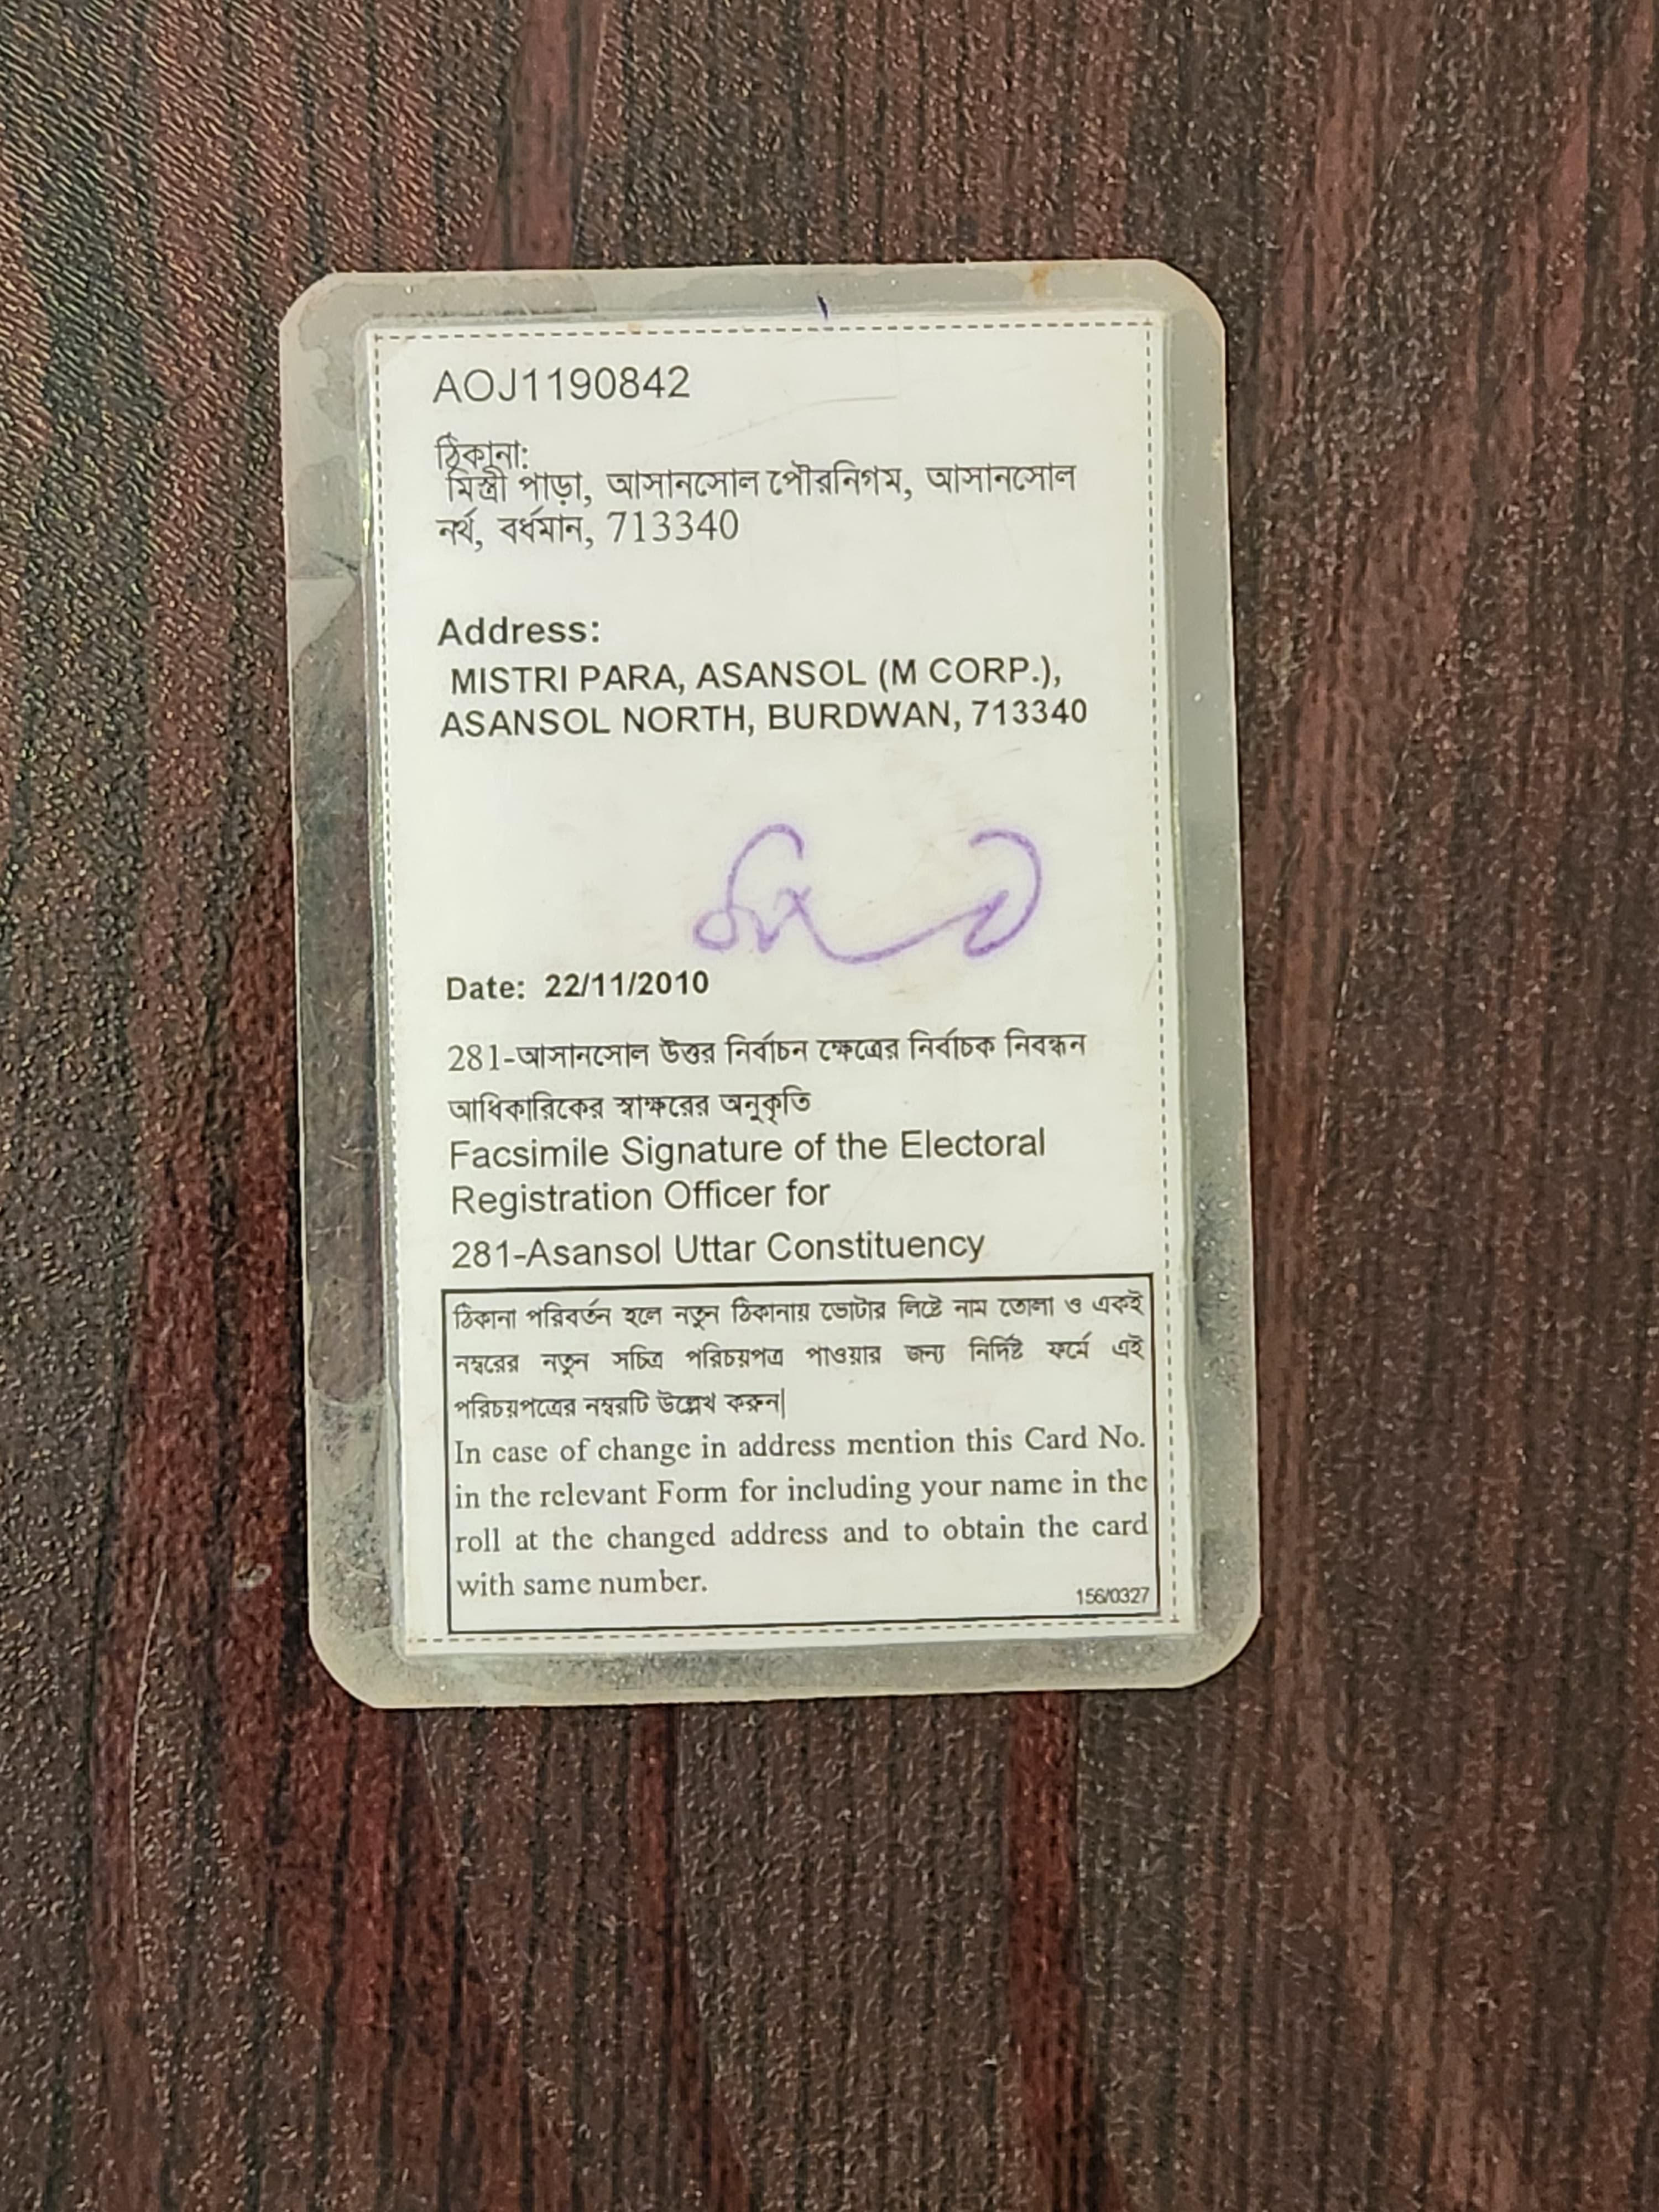 AOJ1190842
ঠিকানা:
মিস্ত্রী পাড়া, আসানসোল পৌরনিগম, আসানসোল
নর্থ, বর্ধমান, 713340
Address:
MISTRI PARA, ASANSOL (M CORP.),
ASANSOL NORTH, BURDWAN, 713340
Date: 22/11/2010
281-আসানসোল উত্তর নির্বাচন ক্ষেত্রের নির্বাচক নিবন্ধন
আধিকারিকের স্বাক্ষরের অনুকৃতি
Facsimile Signature of the Electoral
Registration Officer for
281-Asansol Uttar Constituency
ঠিকানা পরিবর্তন হলে নতুন ঠিকানায় ভোটার লিষ্টে নাম তোলা ও একই
নম্বরের নতুন সচিত্র পরিচয়পত্র পাওয়ার জন্য নির্দিষ্ট ফর্মে এই
পরিচয়পত্রের নম্বরটি উল্লেখ করুন|
In case of change in address mention this Card No.
in the relevant Form for including your name in the
roll at the changed address and to obtain the card
with same number.
156/0327